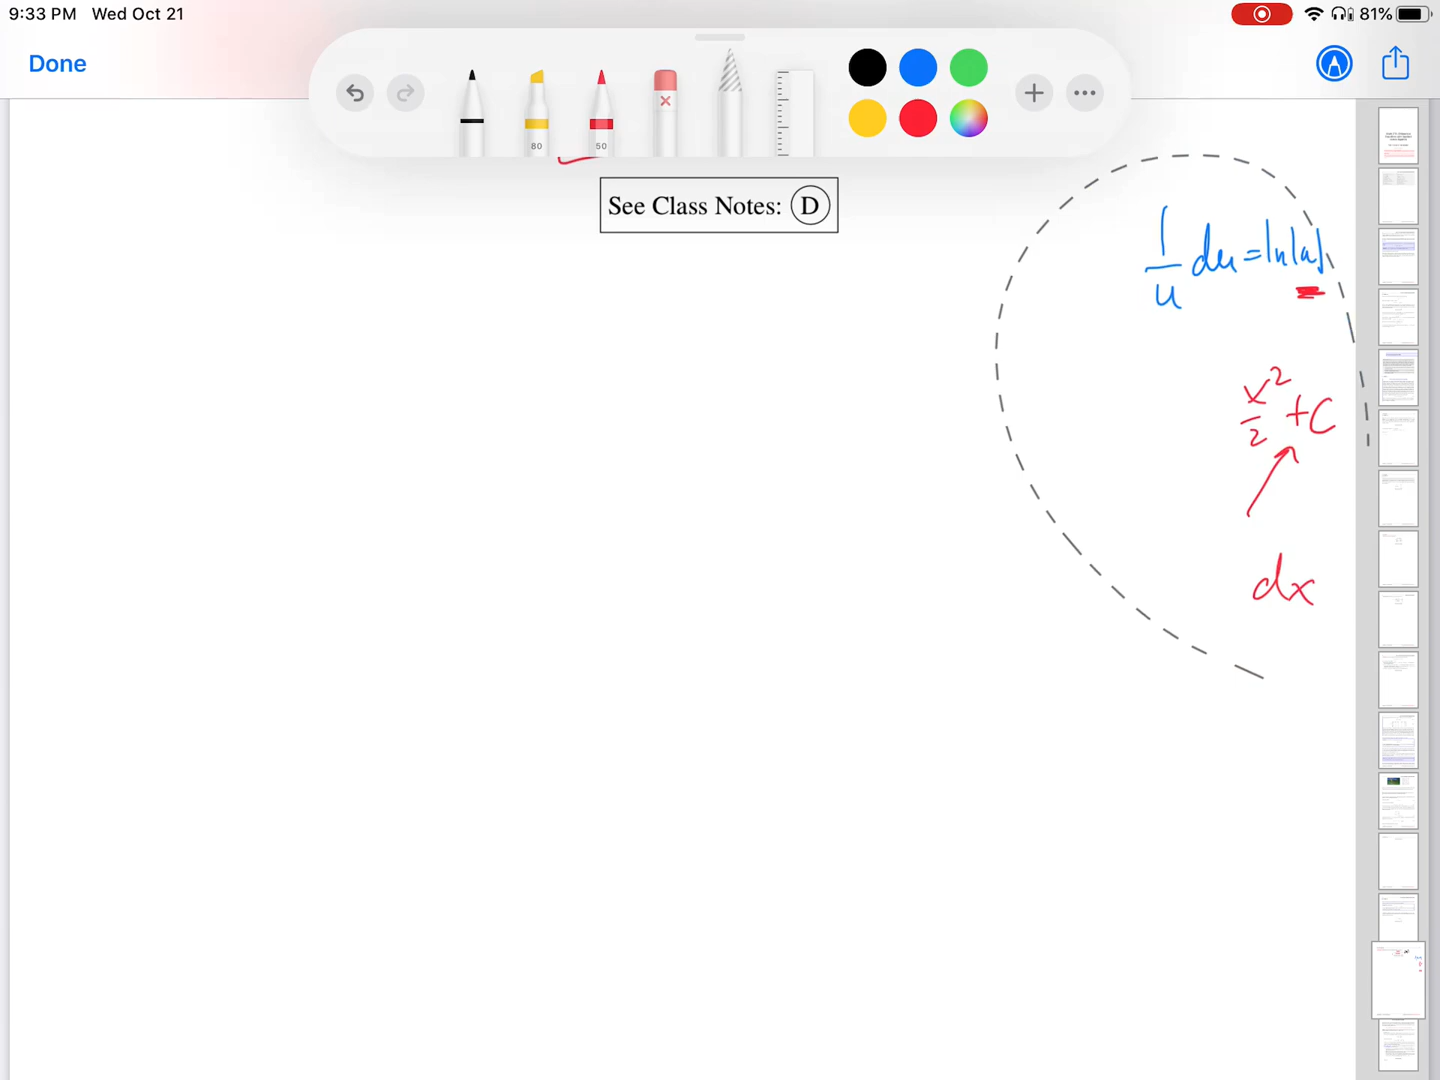 9:33 PM Wed Oct 21
81%
Done
80
50
See Class Notes: D
1/u du = ln|u|
x²/2 + C
dx